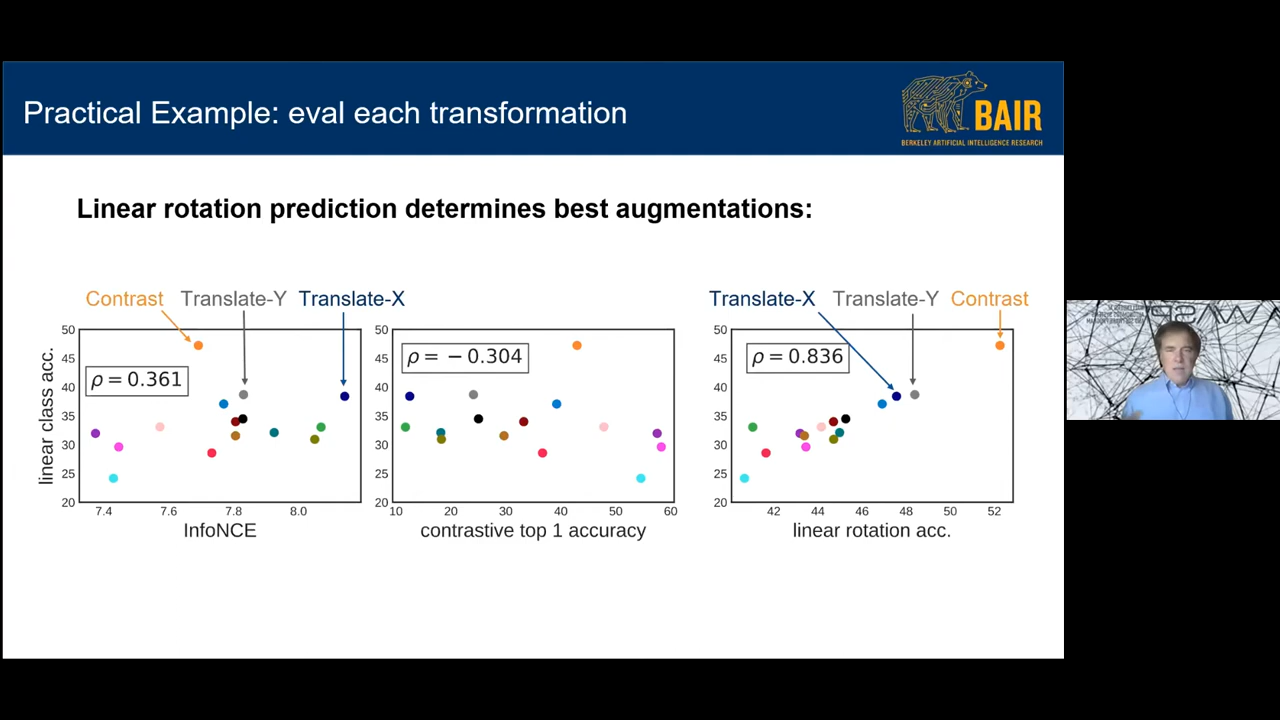 Practical Example: eval each transformation
BAIR
BERKELEY ARTIFICIAL INTELLIGENCE RESEARCH
Linear rotation prediction determines best augmentations:
Contrast Translate-Y Translate-X
Translate-X Translate-Y Contrast
linear class acc.
50
45
40
35
30
25
20
ρ = 0.361
7.4 7.6 7.8 8.0
InfoNCE
50
45
40
35
30
25
20
ρ = −0.304
10 20 30 40 50 60
contrastive top 1 accuracy
50
45
40
35
30
25
20
ρ = 0.836
42 44 46 48 50 52
linear rotation acc.